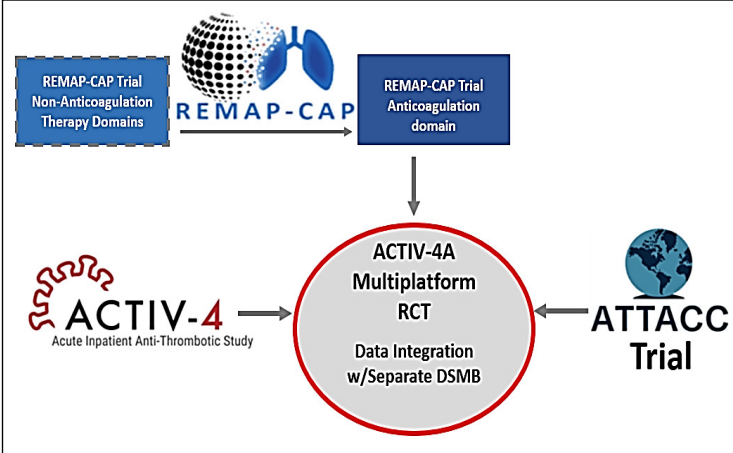 REMAP-CAP Trial
Non-Anticoagulation
Therapy Domains
REMAP-CAP
REMAP-CAP Trial
Anticoagulation
domain
ACTIV-4A
Multiplatform
RCT
Data Integration
w/Separate DSMB
ACTIV-4
Acute Inpatient Anti-Thrombotic Study
ATTACC
Trial